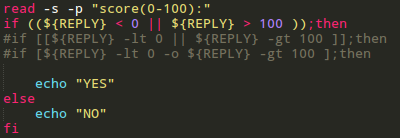 read -s -p "score(0-100):"
if ((${REPLY} < 0 || ${REPLY} > 100 ));then
#if [[${REPLY} -lt 0 || ${REPLY} -gt 100 ]];then
#if [${REPLY} -lt 0 -o ${REPLY} -gt 100 ];then
echo "YES"
else
echo "NO"
fi